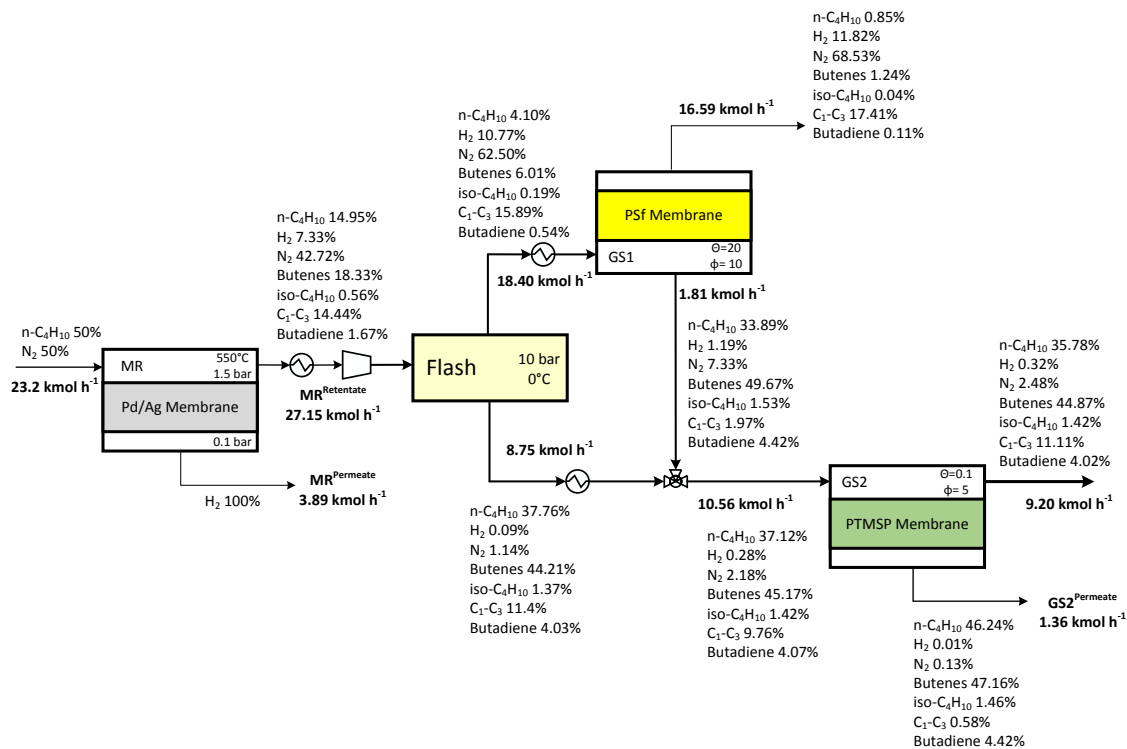 n-C₄H₁₀ 0.85%
H₂ 11.82%
N₂ 68.53%
Butenes 1.24%
iso-C₄H₁₀ 0.04%
C₁-C₃ 17.41%
Butadiene 0.11%
16.59 kmol h⁻¹
n-C₄H₁₀ 4.10%
H₂ 10.77%
N₂ 62.50%
Butenes 6.01%
iso-C₄H₁₀ 0.19%
C₁-C₃ 15.89%
Butadiene 0.54%
PSf Membrane
GS1
Θ=20
ϕ= 10
18.40 kmol h⁻¹
1.81 kmol h⁻¹
n-C₄H₁₀ 14.95%
H₂ 7.33%
N₂ 42.72%
Butenes 18.33%
iso-C₄H₁₀ 0.56%
C₁-C₃ 14.44%
Butadiene 1.67%
n-C₄H₁₀ 50%
N₂ 50%
23.2 kmol h⁻¹
MR
550°C
1.5 bar
Pd/Ag Membrane
0.1 bar
MR^Retentate
27.15 kmol h⁻¹
Flash
10 bar
0°C
n-C₄H₁₀ 33.89%
H₂ 1.19%
N₂ 7.33%
Butenes 49.67%
iso-C₄H₁₀ 1.53%
C₁-C₃ 1.97%
Butadiene 4.42%
n-C₄H₁₀ 35.78%
H₂ 0.32%
N₂ 2.48%
Butenes 44.87%
iso-C₄H₁₀ 1.42%
C₁-C₃ 11.11%
Butadiene 4.02%
H₂ 100%
MR^Permeate
3.89 kmol h⁻¹
8.75 kmol h⁻¹
10.56 kmol h⁻¹
GS2
Θ=0.1
ϕ= 5
PTMSP Membrane
9.20 kmol h⁻¹
n-C₄H₁₀ 37.76%
H₂ 0.09%
N₂ 1.14%
Butenes 44.21%
iso-C₄H₁₀ 1.37%
C₁-C₃ 11.4%
Butadiene 4.03%
n-C₄H₁₀ 37.12%
H₂ 0.28%
N₂ 2.18%
Butenes 45.17%
iso-C₄H₁₀ 1.42%
C₁-C₃ 9.76%
Butadiene 4.07%
GS2^Permeate
1.36 kmol h⁻¹
n-C₄H₁₀ 46.24%
H₂ 0.01%
N₂ 0.13%
Butenes 47.16%
iso-C₄H₁₀ 1.46%
C₁-C₃ 0.58%
Butadiene 4.42%